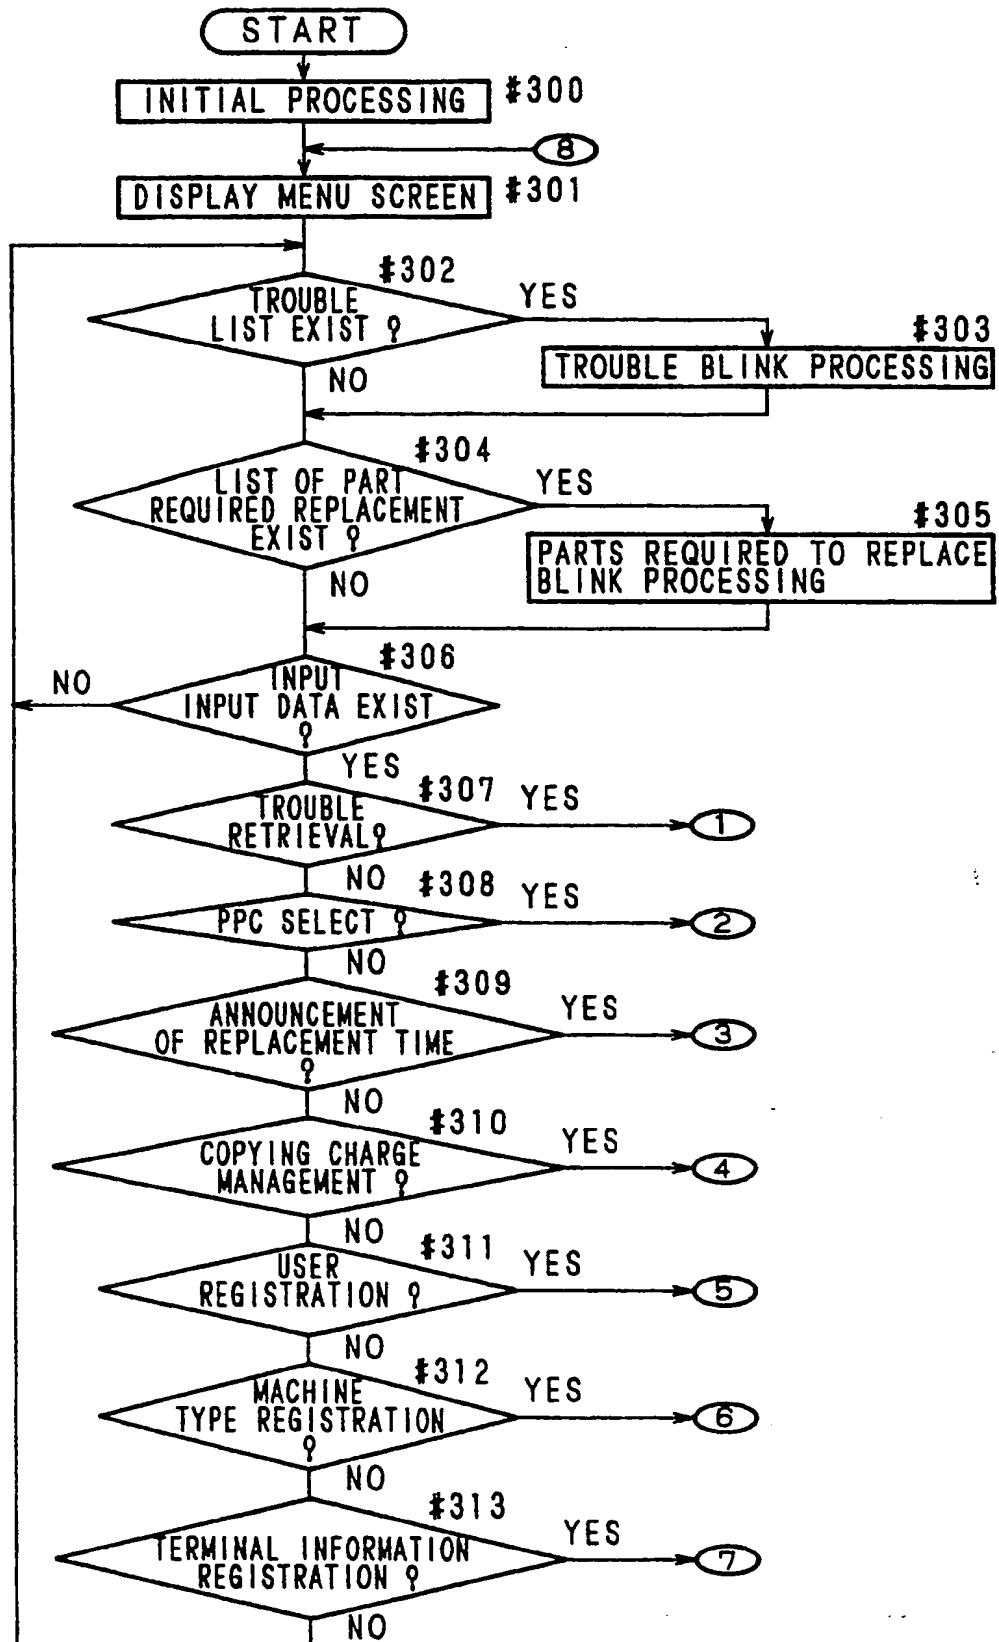 START
INITIAL PROCESSING
#300
8
DISPLAY MENU SCREEN
#301
#302
TROUBLE
LIST EXIST ?
YES
NO
#303
TROUBLE BLINK PROCESSING
#304
LIST OF PART
REQUIRED REPLACEMENT
EXIST ?
YES
NO
#305
PARTS REQUIRED TO REPLACE
BLINK PROCESSING
#306
INPUT
INPUT DATA EXIST
?
NO
YES
#307
TROUBLE
RETRIEVAL?
YES
1
NO
#308
PPC SELECT ?
YES
2
NO
#309
ANNOUNCEMENT
OF REPLACEMENT TIME
?
YES
3
NO
#310
COPYING CHARGE
MANAGEMENT ?
YES
4
NO
#311
USER
REGISTRATION ?
YES
5
NO
#312
MACHINE
TYPE REGISTRATION
?
YES
6
NO
#313
TERMINAL INFORMATION
REGISTRATION ?
YES
7
NO